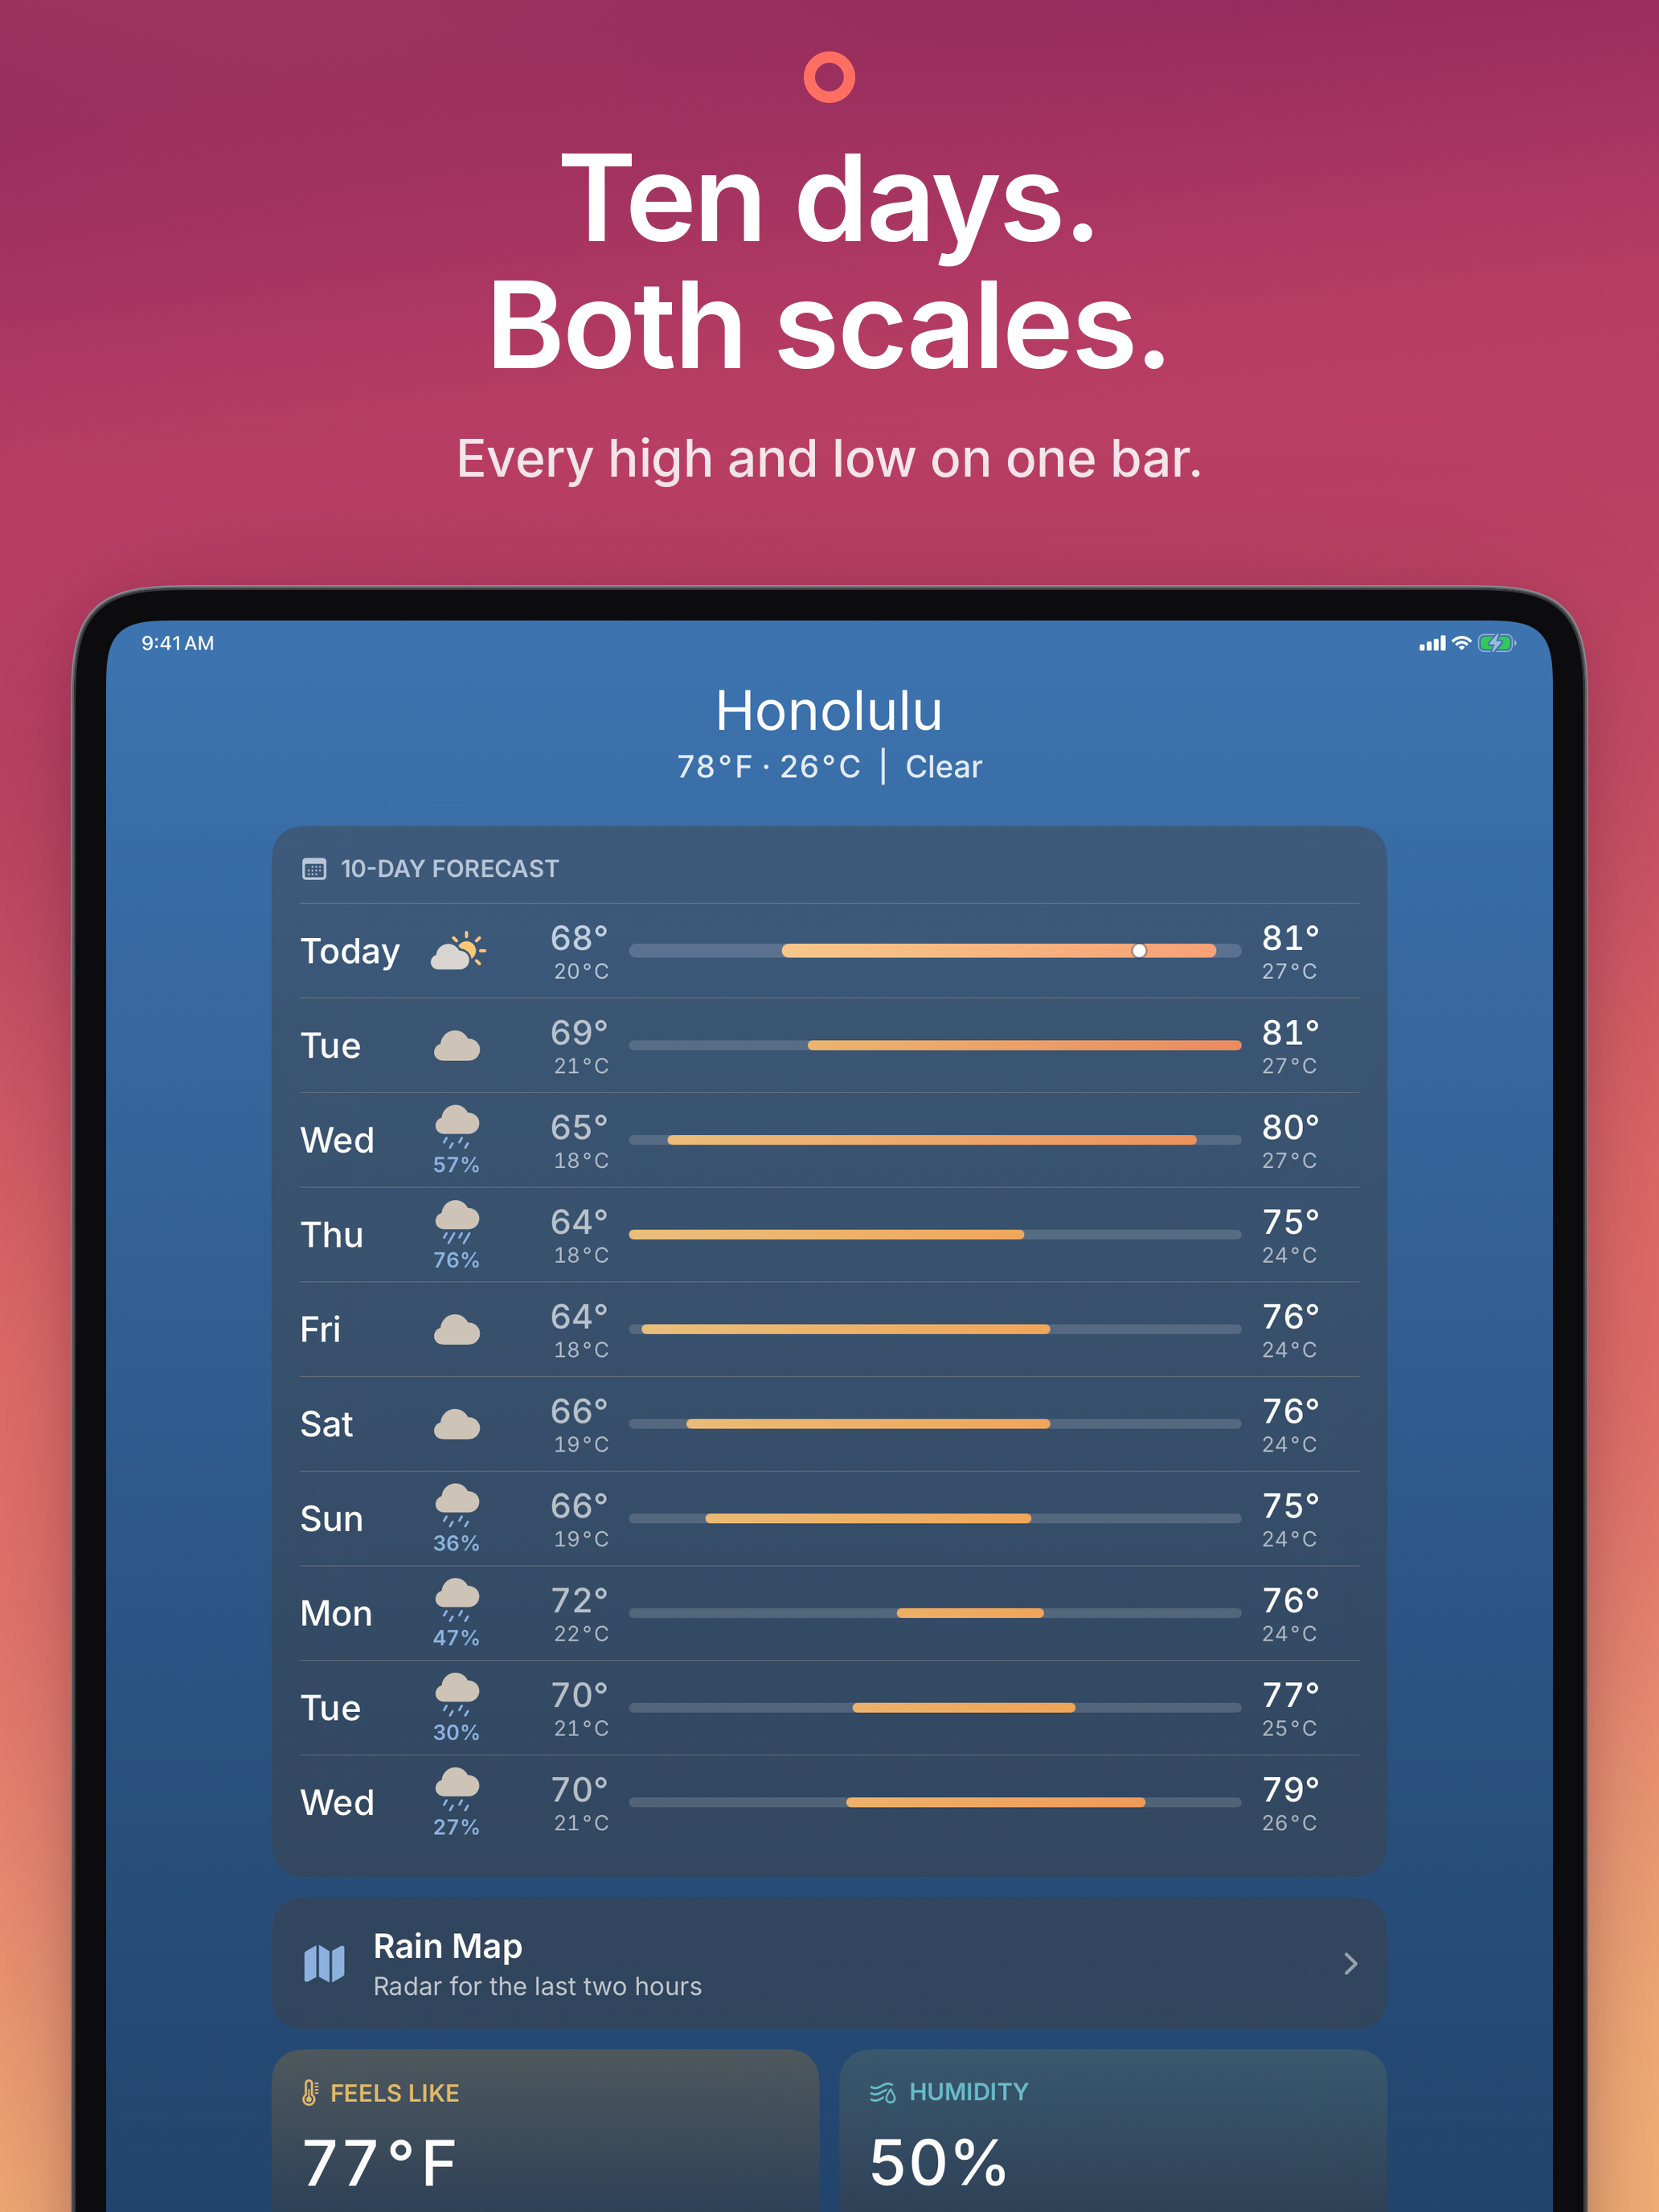 Ten days.
Both scales.
Every high and low on one bar.
9:41 AM
Honolulu
78°F · 26°C | Clear
10-DAY FORECAST
Today 68° 81°
20°C 27°C
Tue 69° 81°
21°C 27°C
Wed 65° 80°
57% 18°C 27°C
Thu 64° 75°
76% 18°C 24°C
Fri 64° 76°
18°C 24°C
Sat 66° 76°
19°C 24°C
Sun 66° 75°
36% 19°C 24°C
Mon 72° 76°
47% 22°C 24°C
Tue 70° 77°
30% 21°C 25°C
Wed 70° 79°
27% 21°C 26°C
Rain Map
Radar for the last two hours
FEELS LIKE
77°F
HUMIDITY
50%